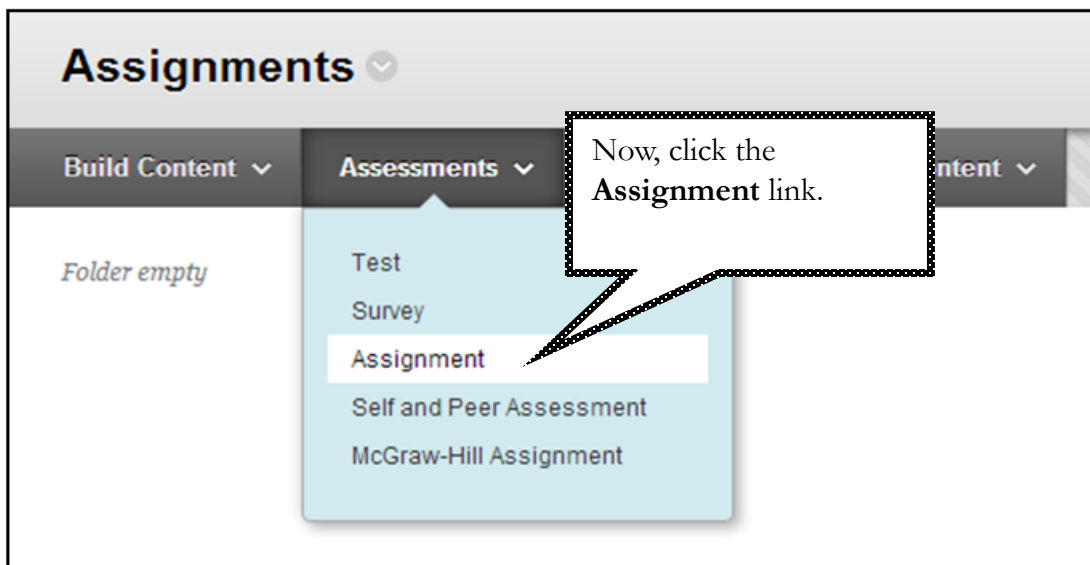 Assignments
Build Content
Assessments
Now, click the
Assignment link.
Folder empty
Test
Survey
Assignment
Self and Peer Assessment
McGraw-Hill Assignment